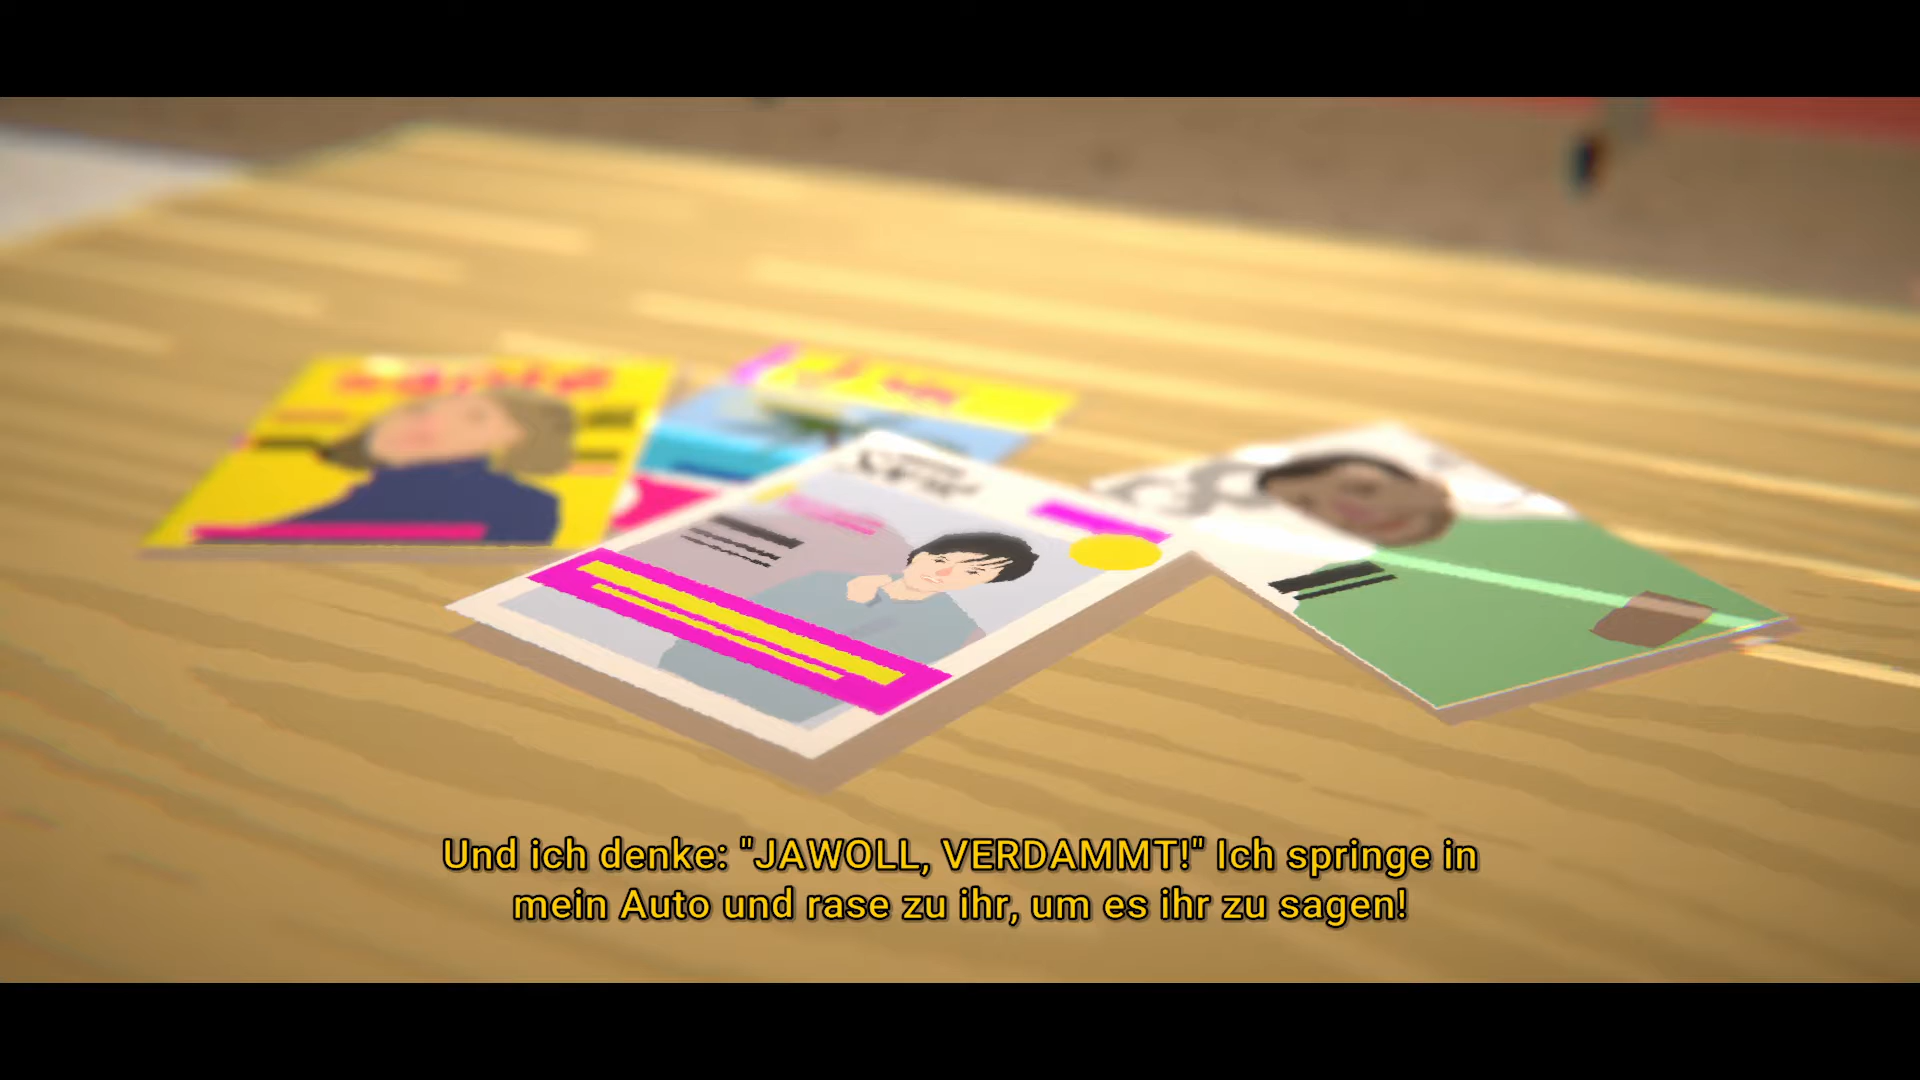 Und ich denke: "JAWOLL, VERDAMMT!" Ich springe in
mein Auto und rase zu ihr, um es ihr zu sagen!